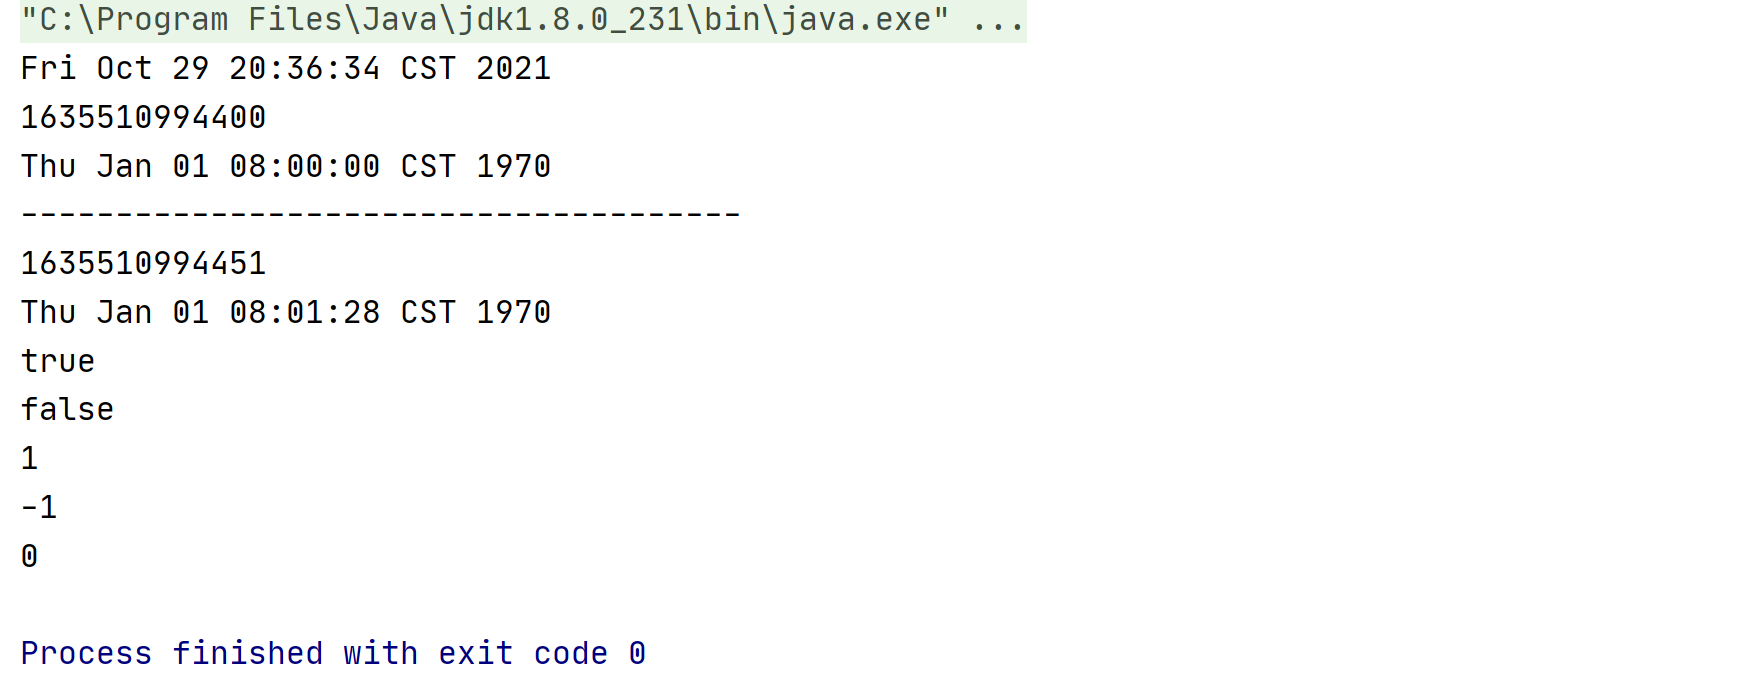 "C:\Program Files\Java\jdk1.8.0_231\bin\java.exe" ...
Fri Oct 29 20:36:34 CST 2021
1635510994400
Thu Jan 01 08:00:00 CST 1970
--------------------------------------
1635510994451
Thu Jan 01 08:01:28 CST 1970
true
false
1
-1
0
Process finished with exit code 0